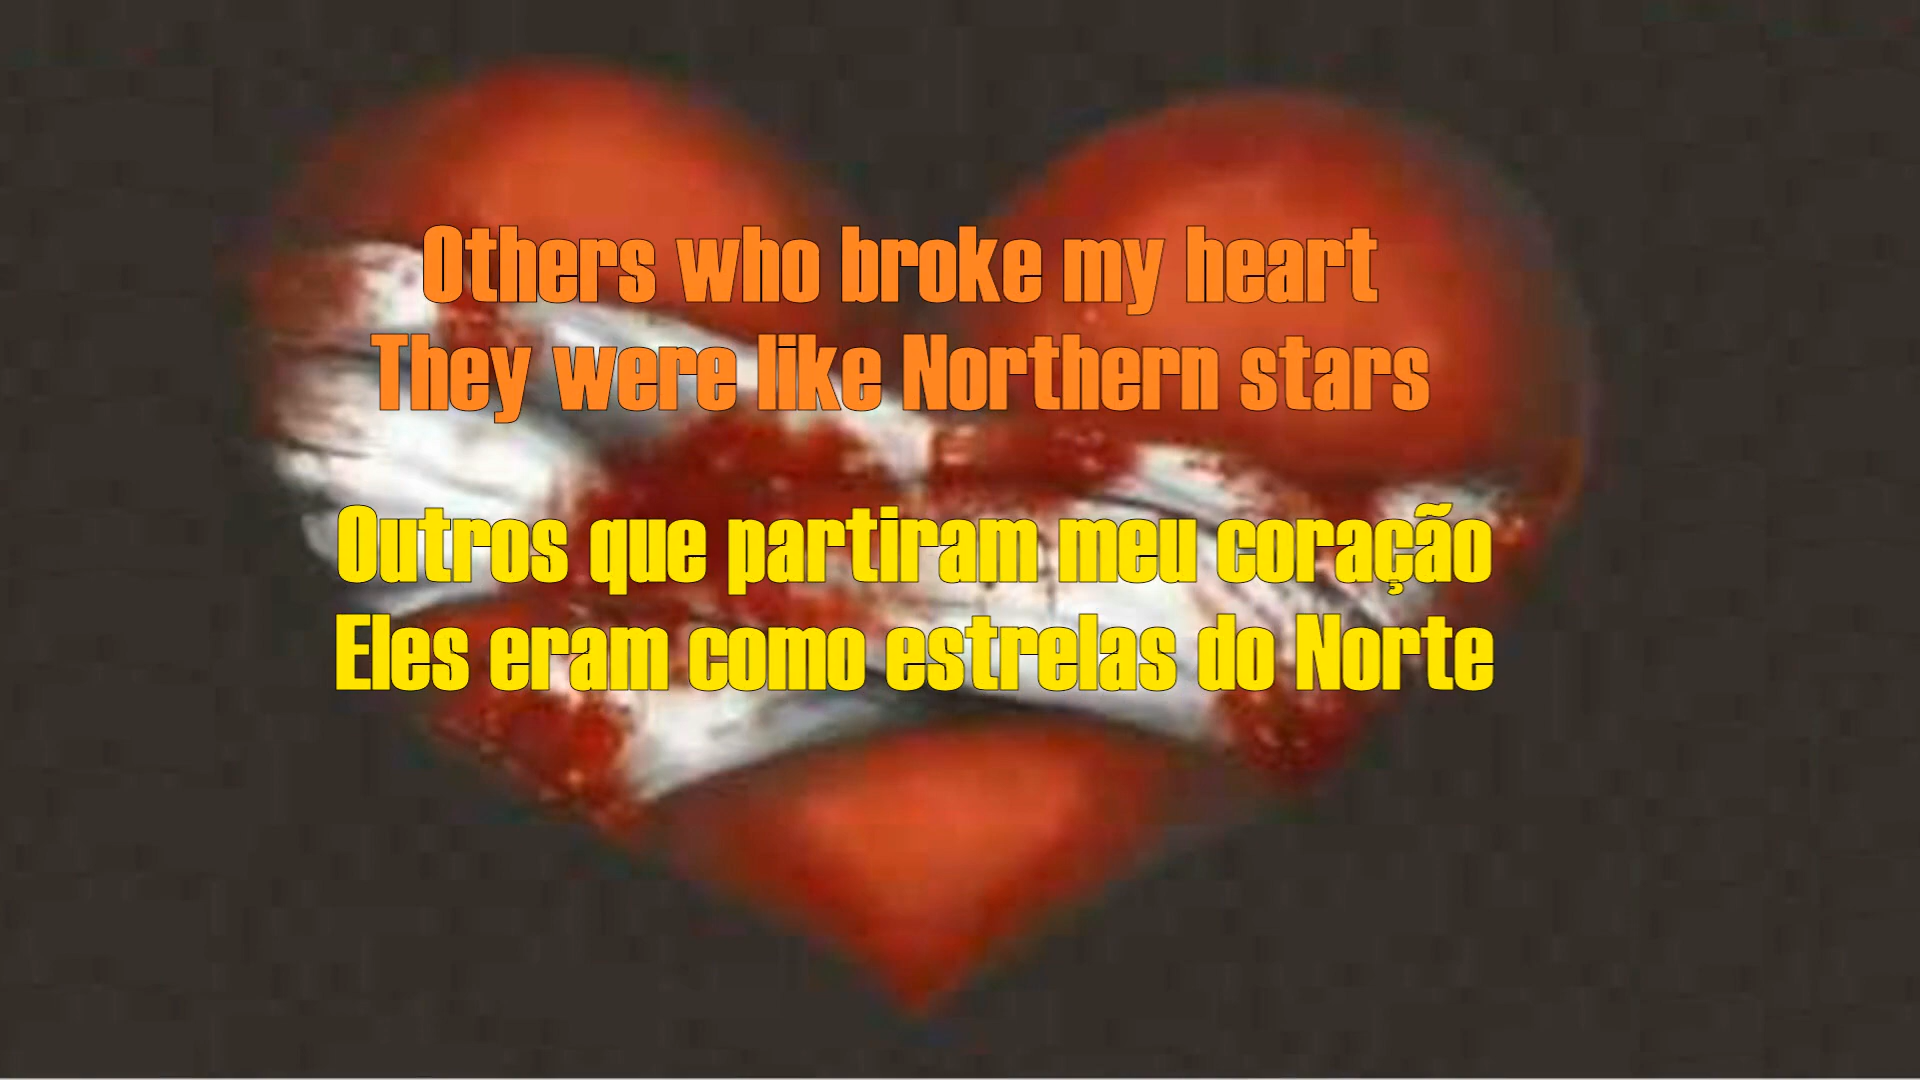 Others who broke my heart
They were like Northern stars
Outros que partiram meu coração
Eles eram como estrelas do Norte